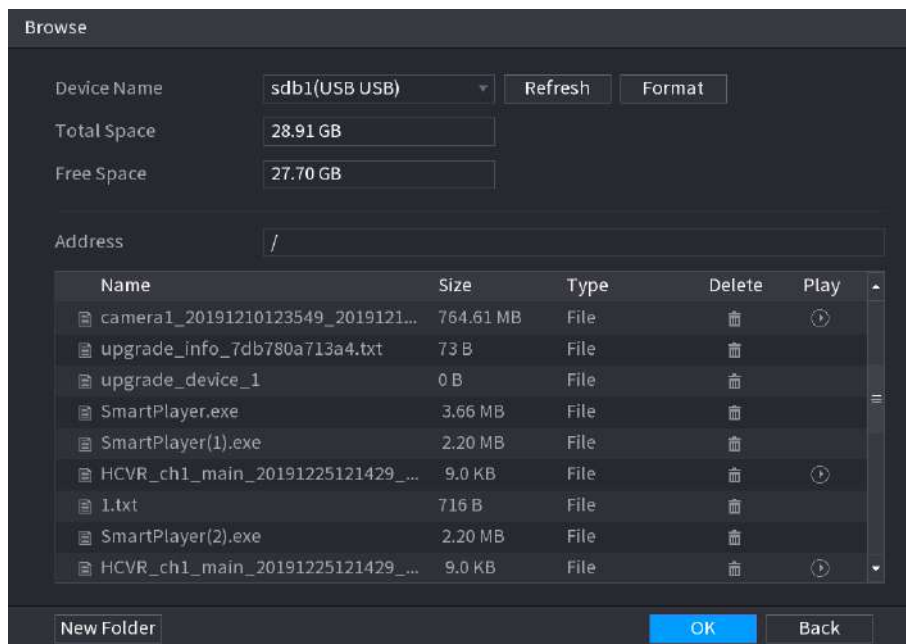 Browse
Device Name sdb1(USB USB) Refresh Format
Total Space 28.91 GB
Free Space 27.70 GB
Address /
Name Size Type Delete Play
camera1_20191210123549_2019121... 764.61 MB File
upgrade_info_7db780a713a4.txt 73 B File
upgrade_device_1 0 B File
SmartPlayer.exe 3.66 MB File
SmartPlayer(1).exe 2.20 MB File
HCVR_ch1_main_20191225121429_... 9.0 KB File
1.txt 716 B File
SmartPlayer(2).exe 2.20 MB File
HCVR_ch1_main_20191225121429_... 9.0 KB File
New Folder OK Back